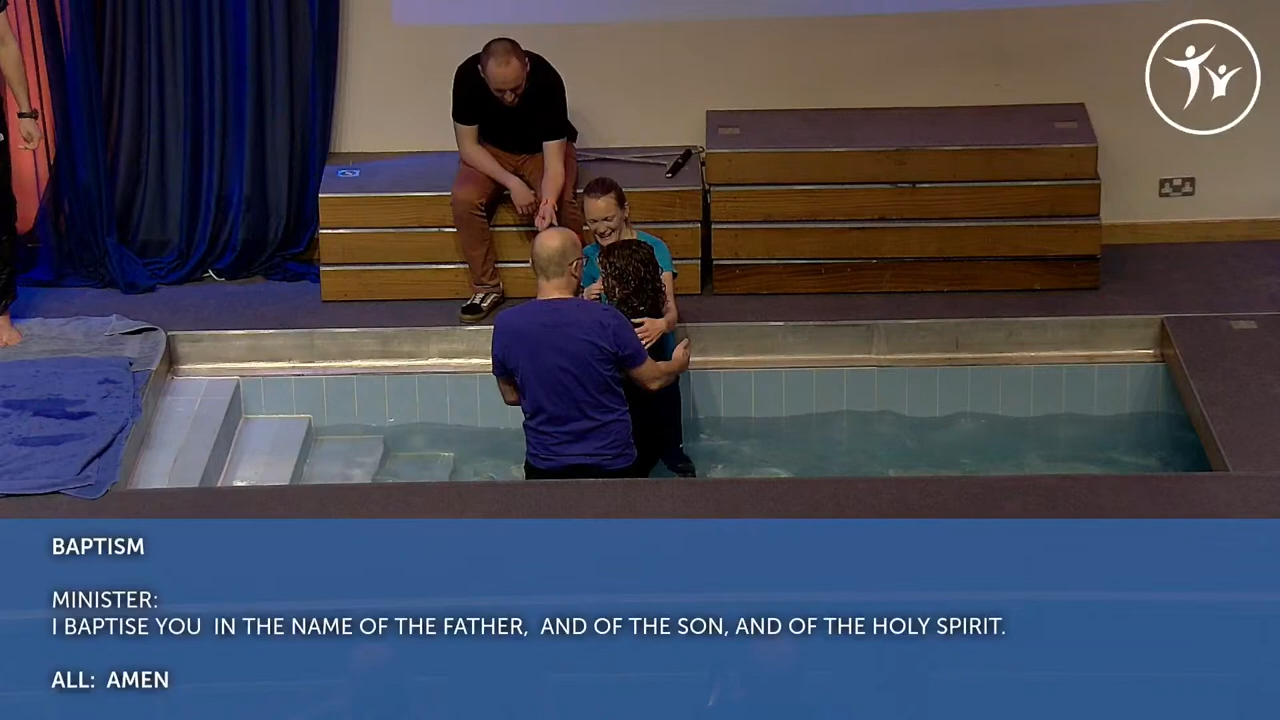 BAPTISM
MINISTER:
I BAPTISE YOU  IN THE NAME OF THE FATHER,  AND OF THE SON, AND OF THE HOLY SPIRIT.
ALL:  AMEN